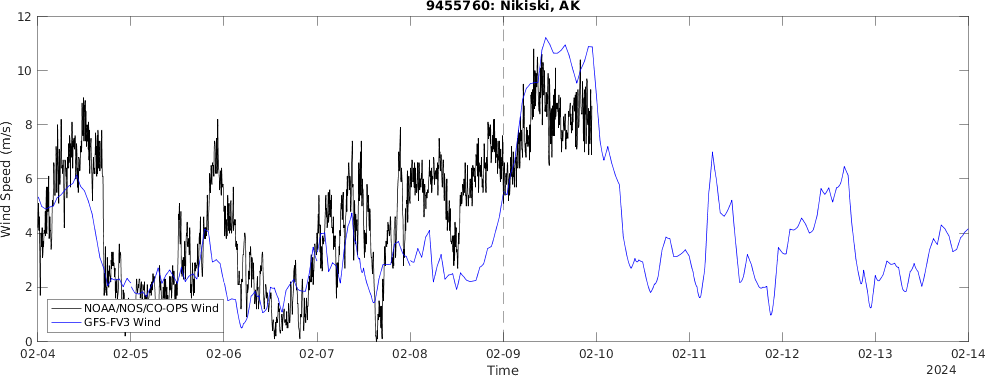 9455760: Nikiski, AK
Wind Speed (m/s)
12
10
8
6
4
2
0
NOAA/NOS/CO-OPS Wind
GFS-FV3 Wind
02-04 02-05 02-06 02-07 02-08 02-09 02-10 02-11 02-12 02-13 02-14
Time
2024